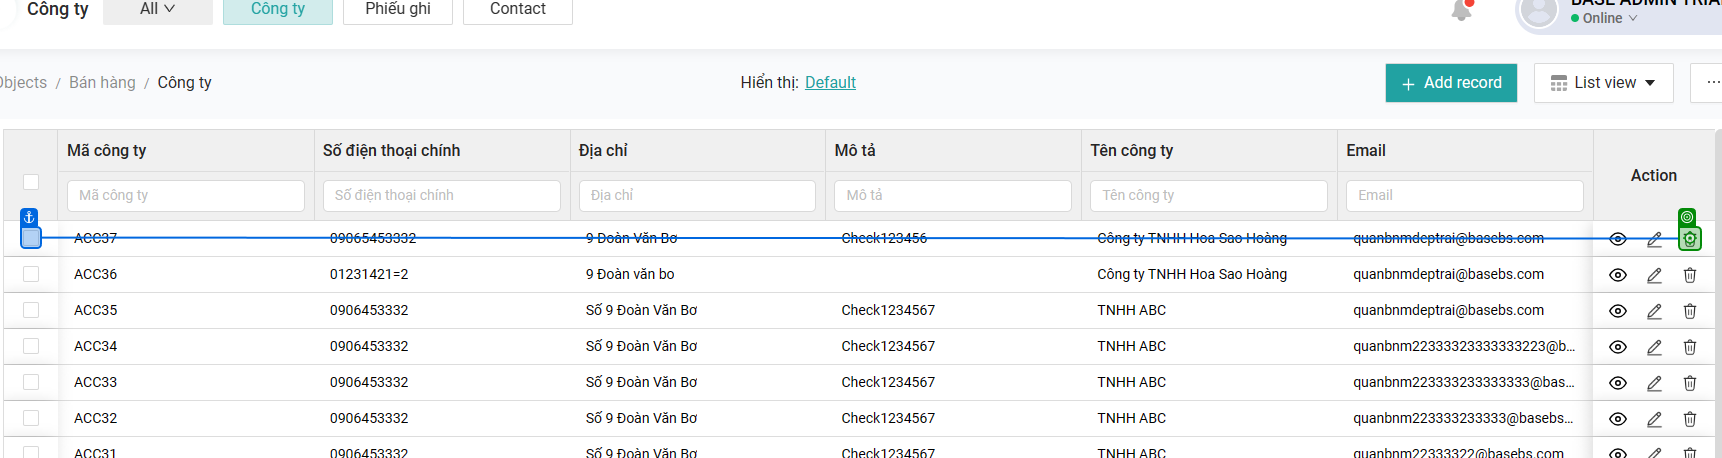 Công ty All Công ty Phiếu ghi Contact
BASE ADMIN TRIA
Online
Objects / Bán hàng / Công ty Hiển thị: Default + Add record List view ...
Mã công ty Số điện thoại chính Địa chỉ Mô tả Tên công ty Email Action
Mã công ty Số điện thoại chính Địa chỉ Mô tả Tên công ty Email
ACC37 09065453332 9 Đoàn Văn Bơ Check123456 Công ty TNHH Hoa Sao Hoàng quanbnmdeptrai@basebs.com
ACC36 01231421=2 9 Đoàn văn bo Công ty TNHH Hoa Sao Hoàng quanbnmdeptrai@basebs.com
ACC35 0906453332 Số 9 Đoàn Văn Bơ Check1234567 TNHH ABC quanbnmdeptrai@basebs.com
ACC34 0906453332 Số 9 Đoàn Văn Bơ Check1234567 TNHH ABC quanbnm22333323333333223@b...
ACC33 0906453332 Số 9 Đoàn Văn Bơ Check1234567 TNHH ABC quanbnm223333233333333@bas...
ACC32 0906453332 Số 9 Đoàn Văn Bơ Check1234567 TNHH ABC quanbnm223333233333@basebs...
ACC31 0906453332 Số 9 Đoàn Văn Bơ Check1234567 TNHH ABC quanbnm22333322@basebs.com